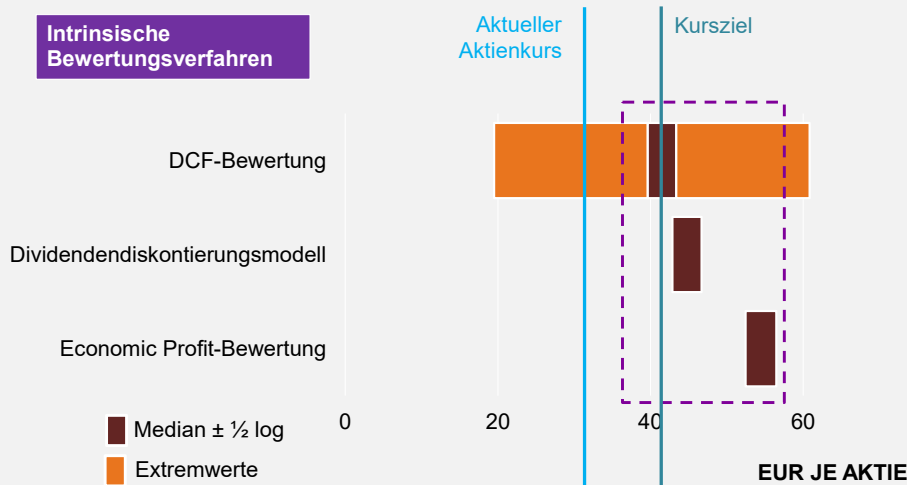 Intrinsische
Bewertungsverfahren
Aktueller
Aktienkurs
Kursziel
DCF-Bewertung
Dividendendiskontierungsmodell
Economic Profit-Bewertung
0
20
40
60
Median ± ½ log
Extremwerte
EUR JE AKTIE